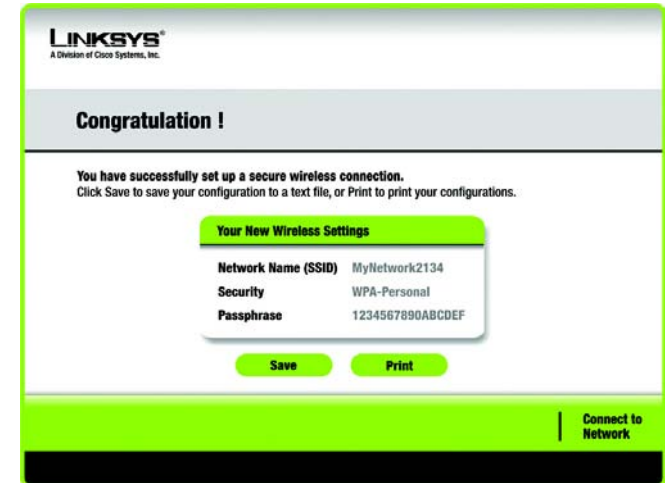 LINKSYS®
A Division of Cisco Systems, Inc.
Congratulation !
You have successfully set up a secure wireless connection.
Click Save to save your configuration to a text file, or Print to print your configurations.
Your New Wireless Settings
Network Name (SSID) MyNetwork2134
Security WPA-Personal
Passphrase 1234567890ABCDEF
Save Print
Connect to
Network